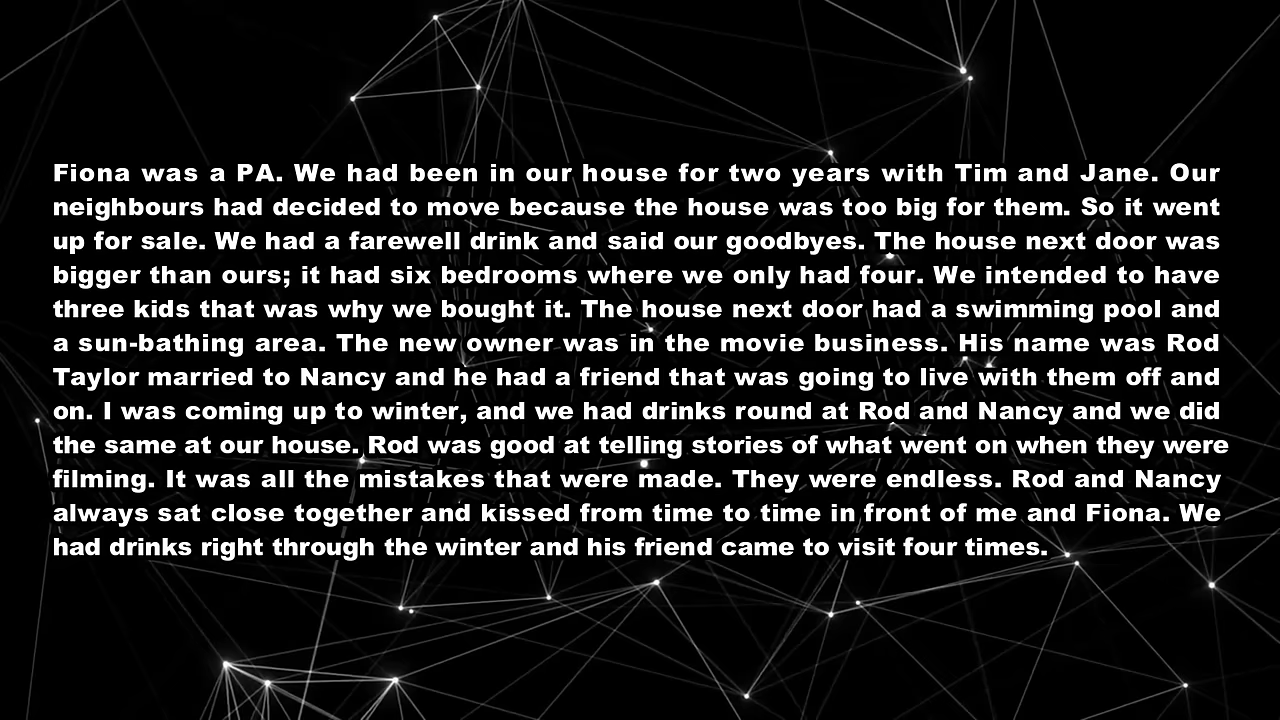 Fiona was a PA. We had been in our house for two years with Tim and Jane. Our
neighbours had decided to move because the house was too big for them. So it went
up for sale. We had a farewell drink and said our goodbyes. The house next door was
bigger than ours; it had six bedrooms where we only had four. We intended to have
three kids that was why we bought it. The house next door had a swimming pool and
a sun-bathing area. The new owner was in the movie business. His name was Rod
Taylor married to Nancy and he had a friend that was going to live with them off and
on. I was coming up to winter, and we had drinks round at Rod and Nancy and we did
the same at our house. Rod was good at telling stories of what went on when they were
filming. It was all the mistakes that were made. They were endless. Rod and Nancy
always sat close together and kissed from time to time in front of me and Fiona. We
had drinks right through the winter and his friend came to visit four times.